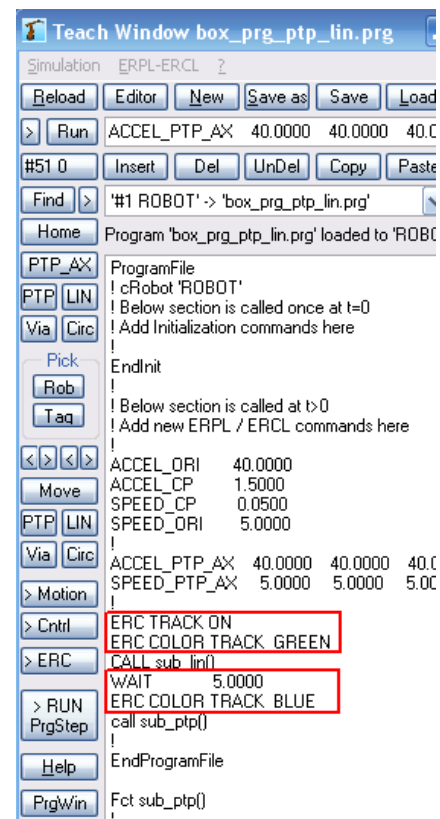 Teach Window box_prg_ptp_lin.prg
Simulation ERPL-ERCL ?
Reload Editor New Save as Save Load
> Run ACCEL_PTP_AX 40.0000 40.0000 40.0
#51 0 Insert Del UnDel Copy Paste
Find > '#1 ROBOT' -> 'box_prg_ptp_lin.prg'
Home Program 'box_prg_ptp_lin.prg' loaded to 'ROBO
PTP_AX
PTP LIN
Via Circ
Pick
Rob
Tag
< > < >
Move
PTP LIN
Via Circ
> Motion
> Cntrl
> ERC
> RUN
PrgStep
Help
PrgWin
ProgramFile
! cRobot 'ROBOT'
! Below section is called once at t=0
! Add Initialization commands here
!
EndInit
!
! Below section is called at t>0
! Add new ERPL / ERCL commands here
!
ACCEL_ORI 40.0000
ACCEL_CP 1.5000
SPEED_CP 0.0500
SPEED_ORI 5.0000
!
ACCEL_PTP_AX 40.0000 40.0000 40.0
SPEED_PTP_AX 5.0000 5.0000 5.00
!
ERC TRACK ON
ERC COLOR TRACK GREEN
CALL sub_lin()
WAIT 5.0000
ERC COLOR TRACK BLUE
call sub_ptp()
!
EndProgramFile
Fct sub_ptp()